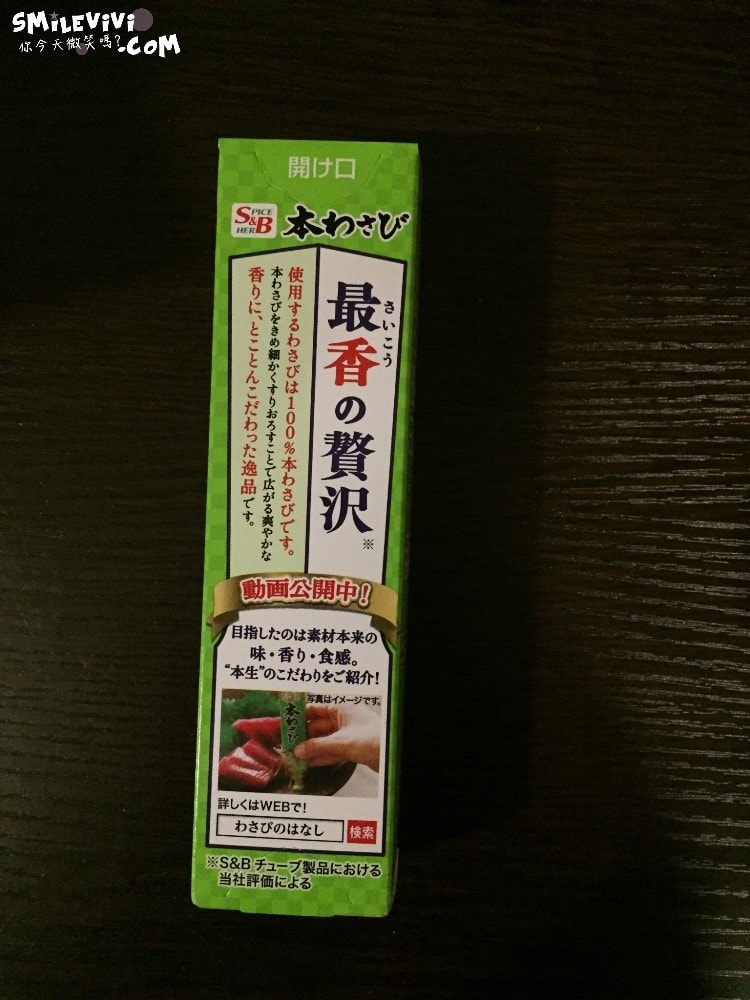 SMILEVIVI
你今天微笑嗎?.COM
開け口
S&B
SPICE
HERB
本わさび
最香の贅沢※
さいこう
使用するわさびは100%本わさびです。
本わさびをきめ細かくすりおろすことで広がる爽やかな
香りに、とことんこだわった逸品です。
動画公開中!
目指したのは素材本来の
味・香り・食感。
“本生”のこだわりをご紹介!
写真はイメージです。
本わさび
詳しくはWEBで!
わさびのはなし 検索
※S&B チューブ製品における
当社評価による